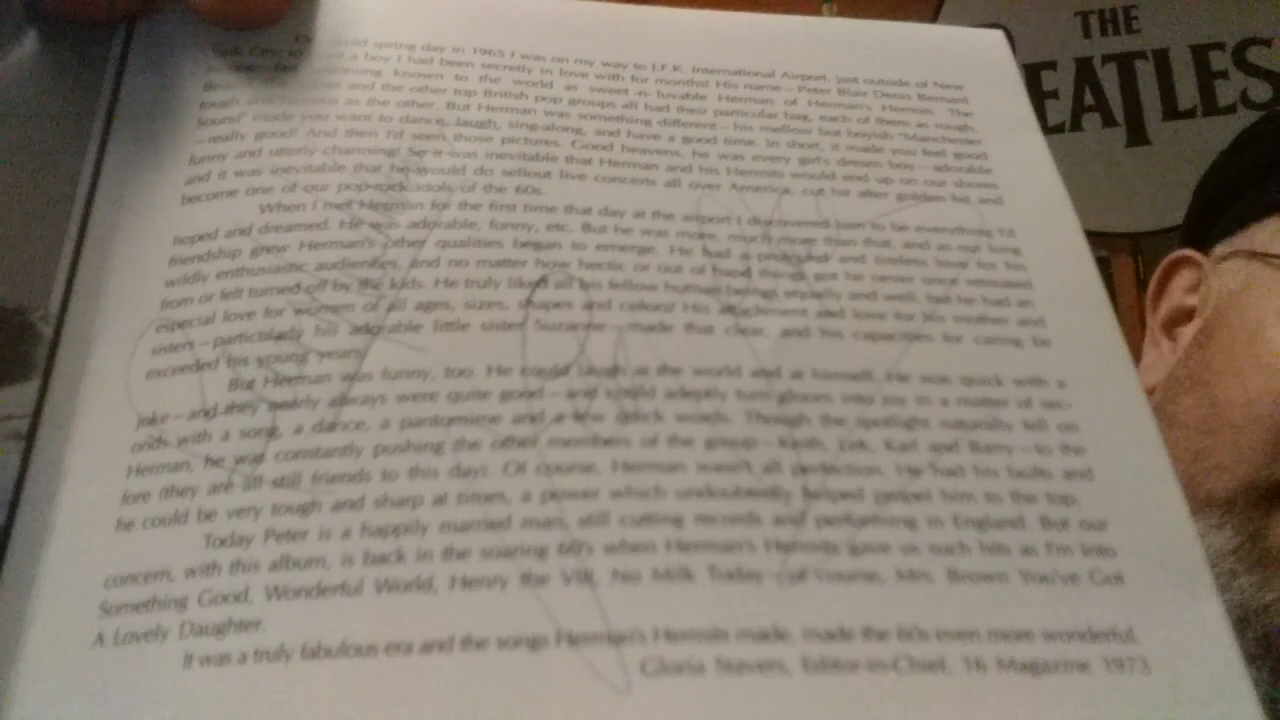 cold spring day in 1965 I was on my way to J.F.K. International Airport, just outside of New
York City, to a boy I had been secretly in love with for months! His name – Peter Blair Denis Bernard
known to the world as sweet -n- luvable Herman of Herman's Hermits. The
and the other top British pop groups all had their particular bag, each of them as rough,
tough and as the other. But Herman was something different – his mellow but boyish "Manchester
Sound" made you want to dance, laugh, sing-along, and have a good time. In short, it made you feel good
– really good! And then I'd seen those pictures. Good heavens, he was every girl's dream boy – adorable
funny and utterly charming! So it was inevitable that Herman and his Hermits would end up on our shores
and it was inevitable that he would do sellout live concerts all over America, cut hit after golden hit, and
become one of our pop-rock idols of the 60s.
When I met Herman for the first time that day at the airport I discovered him to be everything I'd
hoped and dreamed. He was adorable, funny, etc. But he was more, much more than that, and as our long
friendship grew Herman's other qualities began to emerge. He had a profound and tireless love for his
wildly enthusiastic audiences, and no matter how hectic or out of hand things got he never once retreated
from or felt turned off by the kids. He truly liked all his fellow human beings equally and well, but he had an
especial love for women of all ages, sizes, shapes and colors! His attachment and love for his mother and
sisters – particularly his adorable little sister Suzanne – made that clear, and his capacities for caring far
exceeded his young years.
But Herman was funny, too. He could laugh at the world and at himself. He was quick with a
joke – and they nearly always were quite good – and could adeptly turn gloom into joy in a matter of sec-
onds with a song, a dance, a pantomime and a few quick words. Though the spotlight naturally fell on
Herman, he was constantly pushing the other members of the group – Keith, Lek, Karl and Barry – to the
fore (they are all still friends to this day). Of course, Herman wasn't all perfection. He had his faults and
he could be very tough and sharp at times, a power which undoubtedly helped propel him to the top.
Today Peter is a happily married man, still cutting records and performing in England. But our
concern, with this album, is back in the soaring 60's when Herman's Hermits gave us such hits as I'm Into
Something Good, Wonderful World, Henry the VIII, No Milk Today of course, Mrs. Brown You've Got
A Lovely Daughter.
It was a truly fabulous era and the songs Herman's Hermits made, made the 60s even more wonderful.
Gloria Stavers, Editor-in-Chief, 16 Magazine 1973
THE
EATLES